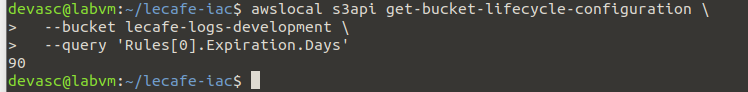 devasc@labvm:~/lecafe-iac$ awslocal s3api get-bucket-lifecycle-configuration \
>   --bucket lecafe-logs-development \
>   --query 'Rules[0].Expiration.Days'
90
devasc@labvm:~/lecafe-iac$